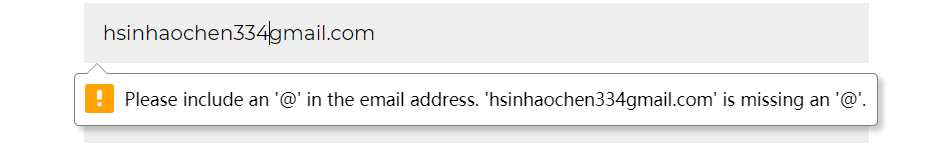 hsinhaochen334gmail.com
Please include an '@' in the email address. 'hsinhaochen334gmail.com' is missing an '@'.